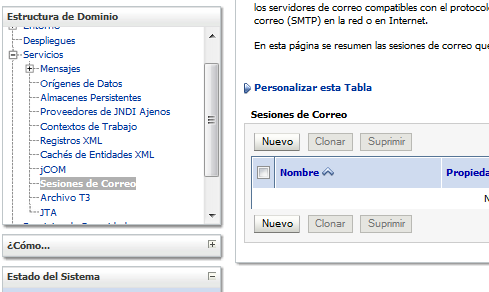 Estructura de Dominio
Entorno
Despliegues
Servicios
Mensajes
Orígenes de Datos
Almacenes Persistentes
Proveedores de JNDI Ajenos
Contextos de Trabajo
Registros XML
Cachés de Entidades XML
jCOM
Sesiones de Correo
Archivo T3
JTA
¿Cómo...
Estado del Sistema
los servidores de correo compatibles con el protocol
correo (SMTP) en la red o en Internet.
En esta página se resumen las sesiones de correo que
Personalizar esta Tabla
Sesiones de Correo
Nuevo Clonar Suprimir
Nombre Propieda
N
Nuevo Clonar Suprimir